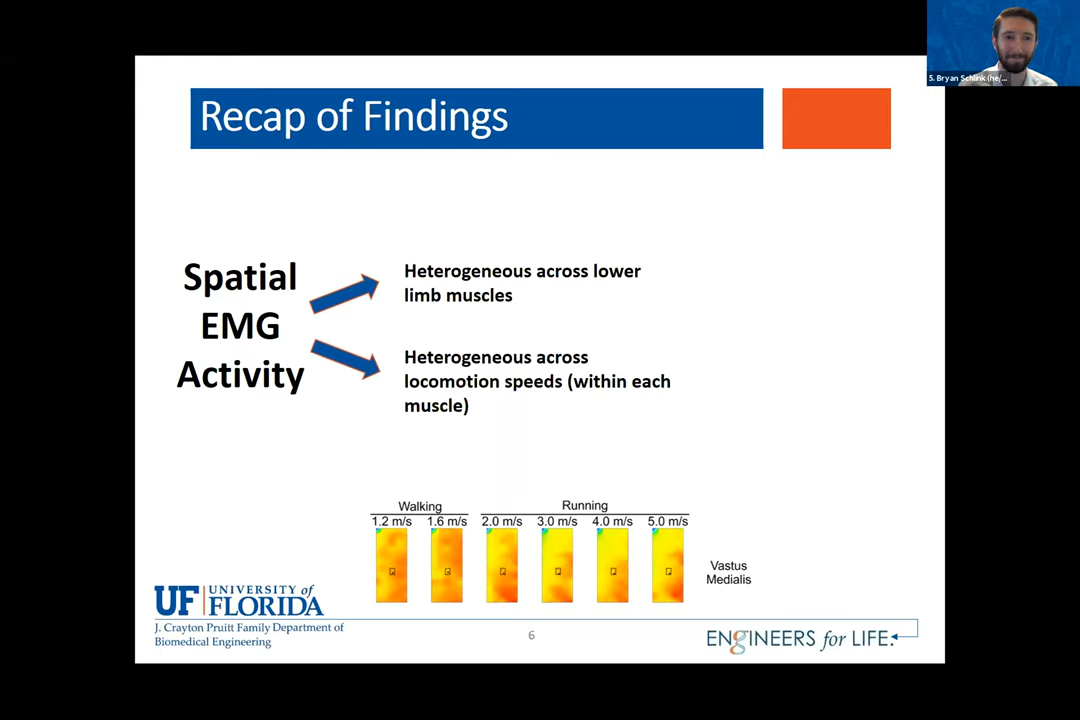 5. Bryan Schlink (he/...
Recap of Findings
Spatial
EMG
Activity
Heterogeneous across lower
limb muscles
Heterogeneous across
locomotion speeds (within each
muscle)
Walking
Running
1.2 m/s 1.6 m/s 2.0 m/s 3.0 m/s 4.0 m/s 5.0 m/s
Vastus
Medialis
UF UNIVERSITY of
FLORIDA
J. Crayton Pruitt Family Department of
Biomedical Engineering
6
ENGINEERS for LIFE.